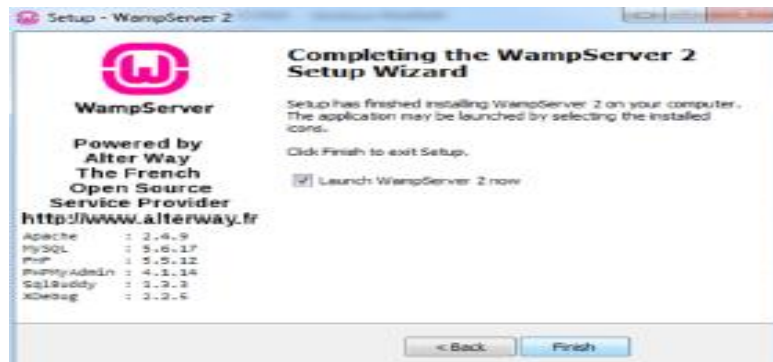 Setup - WampServer 2
WampServer
Powered by
Alter Way
The French
Open Source
Service Provider
http://www.alterway.fr
Apache : 2.4.9
MySQL : 5.6.17
PHP : 5.5.12
PHPMyAdmin : 4.1.14
SqlBuddy : 1.3.3
XDebug : 2.2.5
Completing the WampServer 2
Setup Wizard
Setup has finished installing WampServer 2 on your computer.
The application may be launched by selecting the installed
icons.
Click Finish to exit Setup.
Launch WampServer 2 now
< Back
Finish